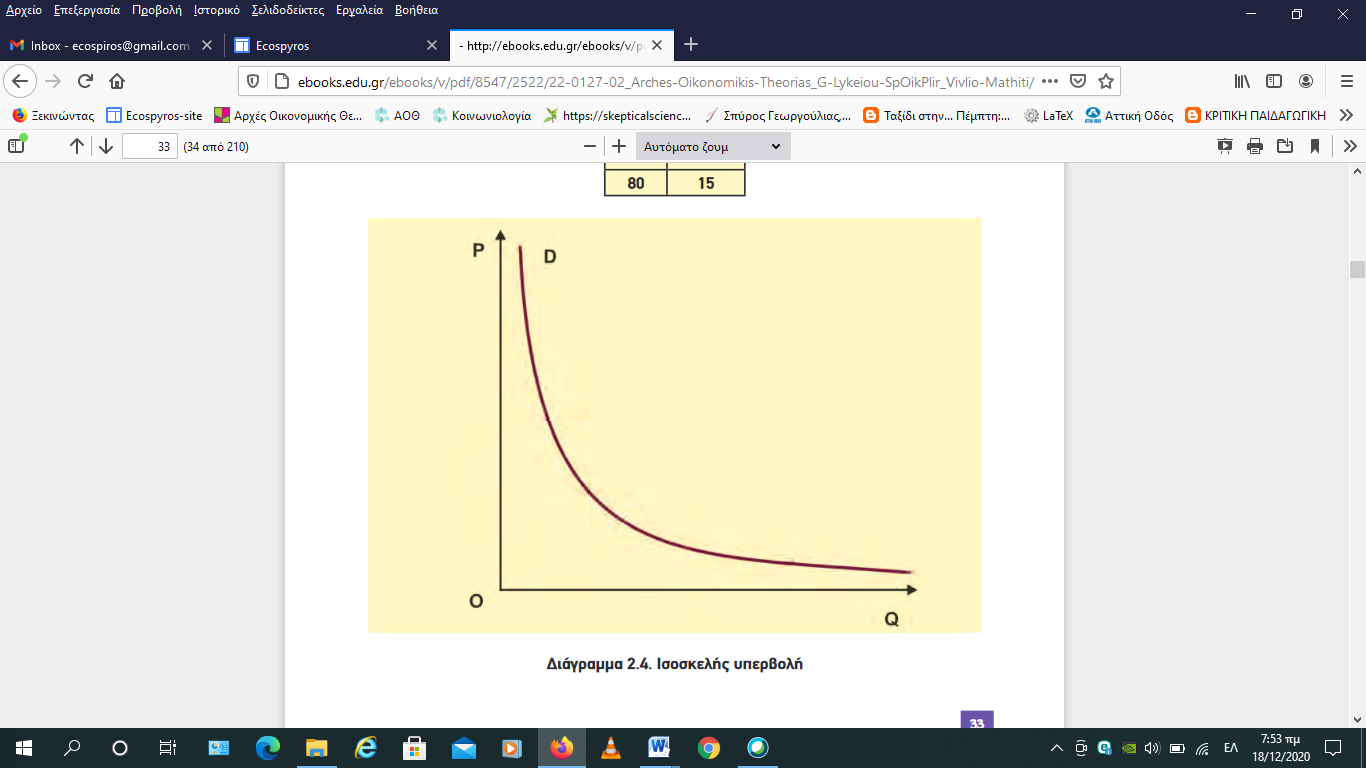 Αρχείο Επεξεργασία Προβολή Ιστορικό Σελιδοδείκτες Εργαλεία Βοήθεια
Inbox - ecospiros@gmail.com
Ecospyros
- http://ebooks.edu.gr/ebooks/v/p
ebooks.edu.gr/ebooks/v/pdf/8547/2522/22-0127-02_Arches-Oikonomikis-Theorias_G-Lykeiou-SpOikPlir_Vivlio-Mathiti/
Ξεκινώντας Ecospyros-site Αρχές Οικονομικής Θε... ΑΟΘ Κοινωνιολογία https://skepticalscienc... Σπύρος Γεωργούλιας,... Ταξίδι στην... Πέμπτη:... LaTeX Αττική Οδός ΚΡΙΤΙΚΗ ΠΑΙΔΑΓΩΓΙΚΗ
33 (34 από 210) Αυτόματο ζουμ
80 15
P D
O
Q
Διάγραμμα 2.4. Ισοσκελής υπερβολή
33
ΕΛ 7:53 πμ
18/12/2020